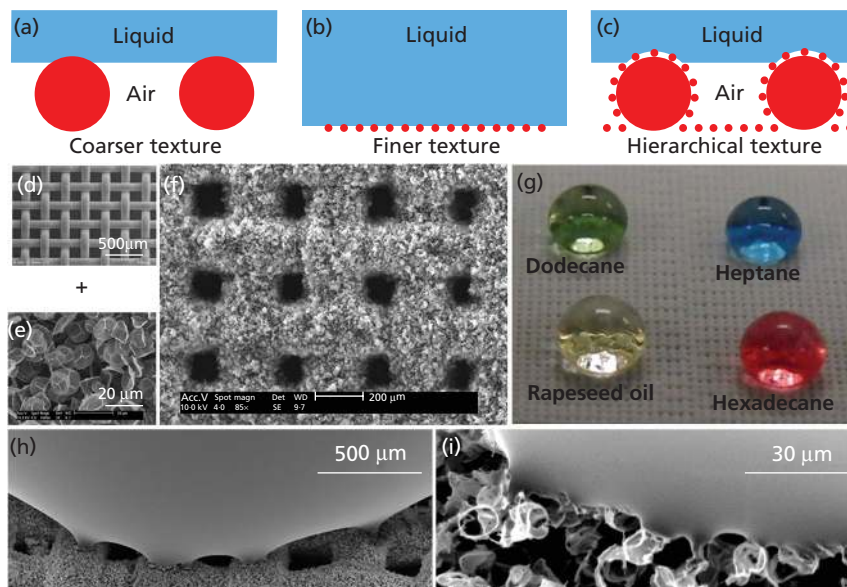 (a)
Liquid
Air
Coarser texture
(b)
Liquid
Finer texture
(c)
Liquid
Air
Hierarchical texture
(d)
500μm
+
(e)
20 μm
(f)
Acc.V Spot magn Det WD
10·0 kV 4·0 85× SE 9·7
200 μm
(g)
Dodecane
Heptane
Rapeseed oil
Hexadecane
(h)
500 μm
(i)
30 μm